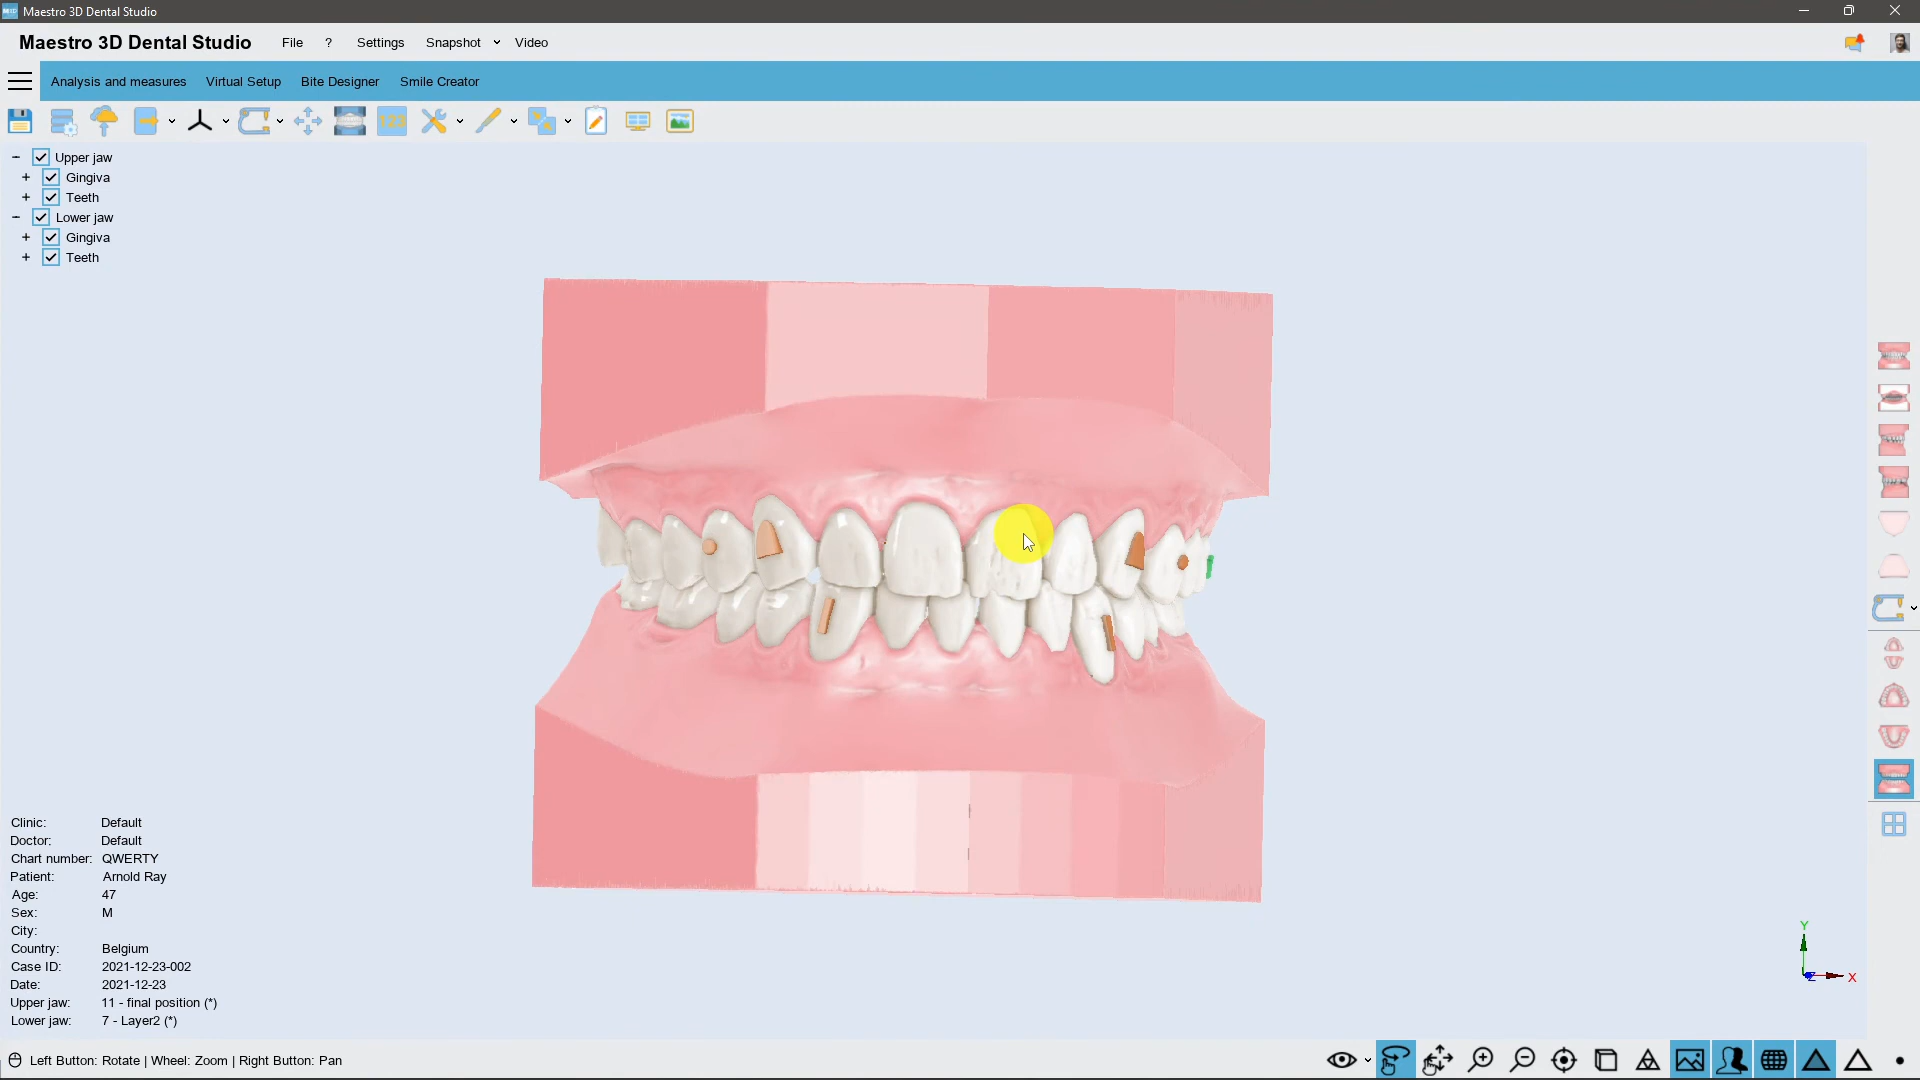 Maestro 3D Dental Studio
Maestro 3D Dental Studio File ? Settings Snapshot Video
Analysis and measures Virtual Setup Bite Designer Smile Creator
123
Upper jaw
Gingiva
Teeth
Lower jaw
Gingiva
Teeth
Clinic: Default
Doctor: Default
Chart number: QWERTY
Patient: Arnold Ray
Age: 47
Sex: M
City:
Country: Belgium
Case ID: 2021-12-23-002
Date: 2021-12-23
Upper jaw: 11 - final position (*)
Lower jaw: 7 - Layer2 (*)
Y
Z X
Left Button: Rotate | Wheel: Zoom | Right Button: Pan